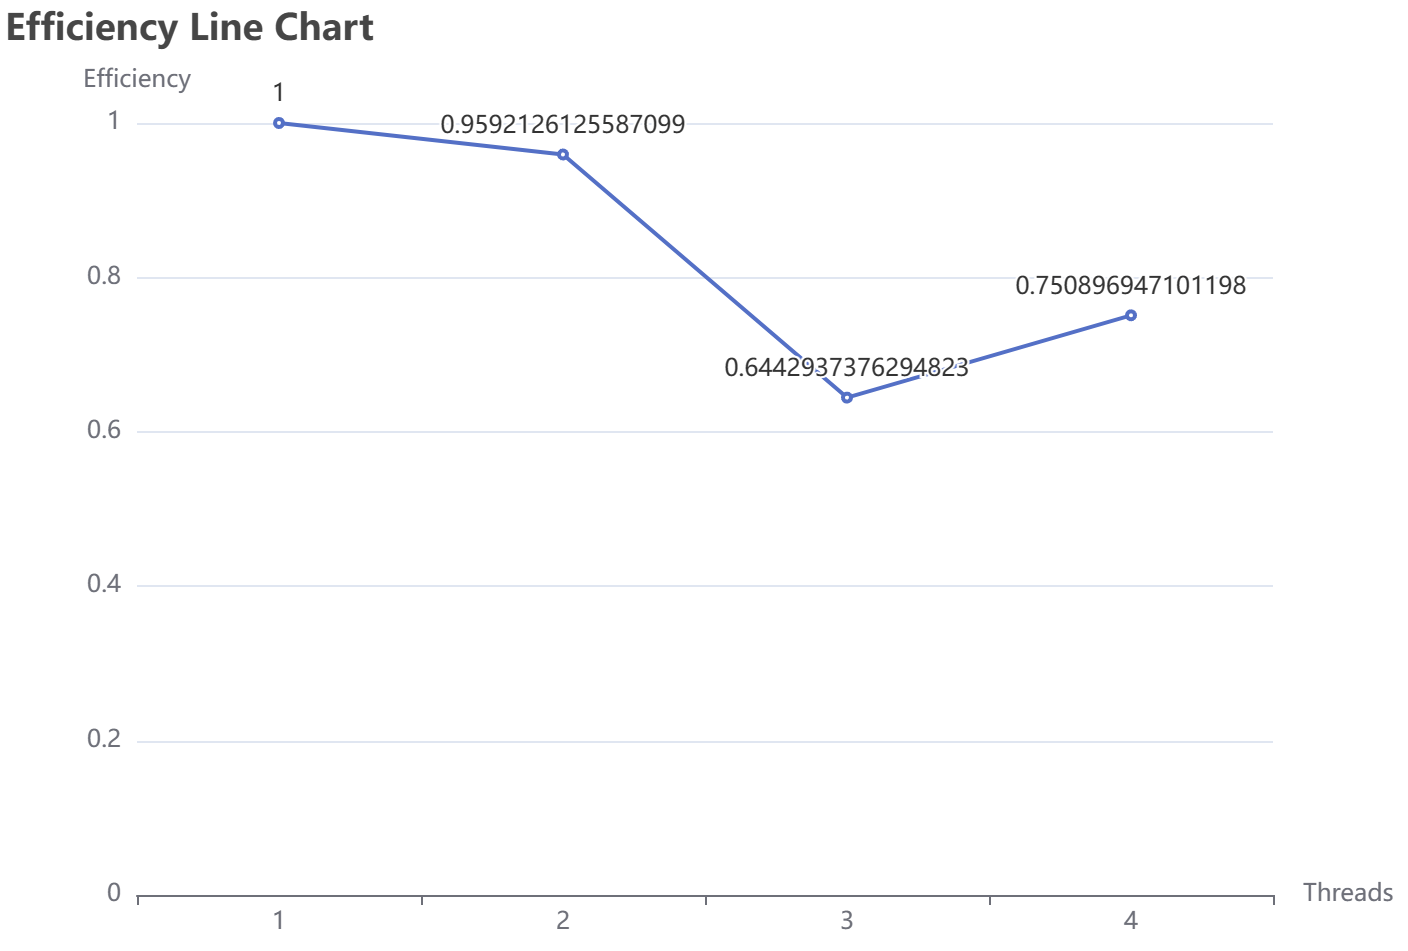 Efficiency Line Chart
Efficiency
1
1
0.9592126125587099
0.8
0.750896947101198
0.6442937376294823
0.6
0.4
0.2
0
Threads
1 2 3 4